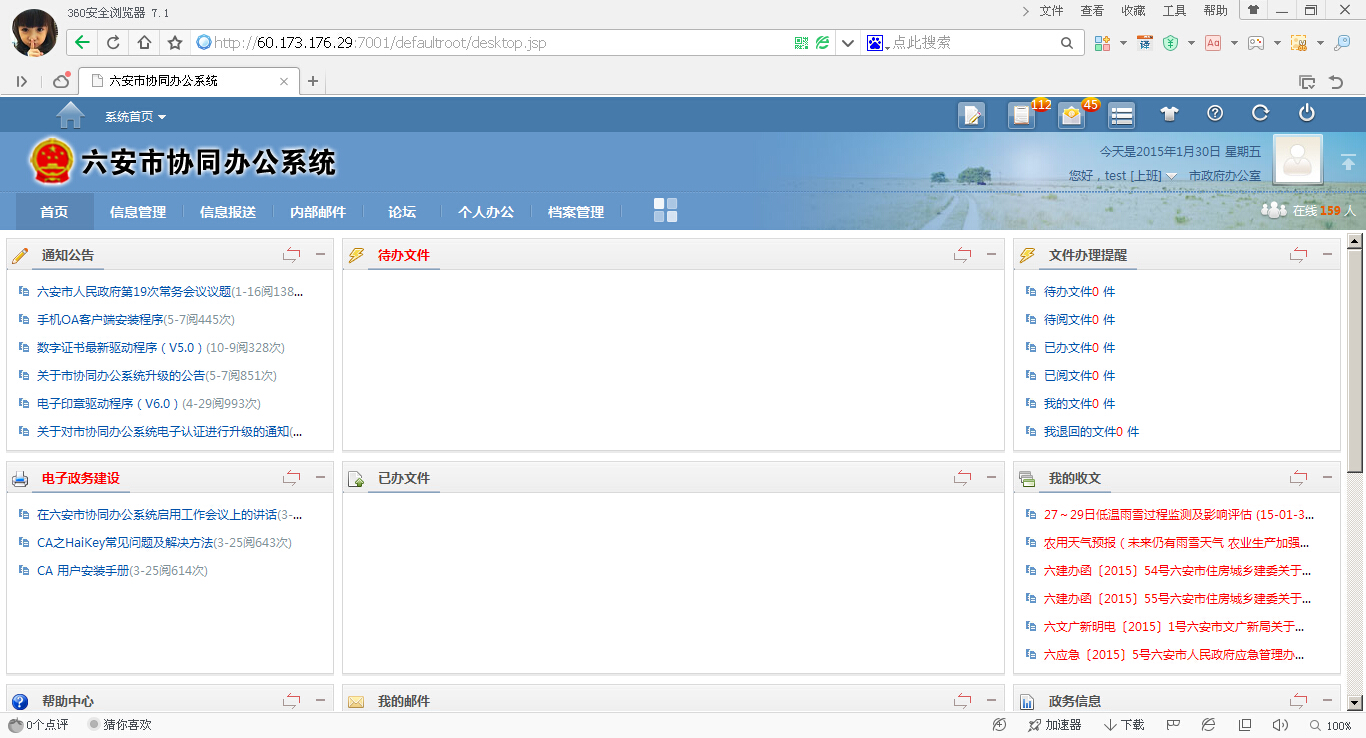 360安全浏览器 7.1
文件 查看 收藏 工具 帮助
http://60.173.176.29:7001/defaultroot/desktop.jsp
点此搜索
六安市协同办公系统
系统首页
112
45
六安市协同办公系统
今天是2015年1月30日 星期五
您好，test [上班] 市政府办公室
首页 信息管理 信息报送 内部邮件 论坛 个人办公 档案管理
在线 159 人
通知公告
六安市人民政府第19次常务会议议题(1-16阅138...
手机OA客户端安装程序(5-7阅445次)
数字证书最新驱动程序（V5.0）(10-9阅328次)
关于市协同办公系统升级的公告(5-7阅851次)
电子印章驱动程序（V6.0）(4-29阅993次)
关于对市协同办公系统电子认证进行升级的通知(...
待办文件
文件办理提醒
待办文件0 件
待阅文件0 件
已办文件0 件
已阅文件0 件
我的文件0 件
我退回的文件0 件
电子政务建设
在六安市协同办公系统启用工作会议上的讲话(3-...
CA之HaiKey常见问题及解决方法(3-25阅643次)
CA 用户安装手册(3-25阅614次)
已办文件
我的收文
27～29日低温雨雪过程监测及影响评估 (15-01-3...
农用天气预报（未来仍有雨雪天气 农业生产加强...
六建办函〔2015〕54号六安市住房城乡建委关于...
六建办函〔2015〕55号六安市住房城乡建委关于...
六文广新明电〔2015〕1号六安市文广新局关于...
六应急〔2015〕5号六安市人民政府应急管理办...
帮助中心
我的邮件
政务信息
0个点评 猜你喜欢
加速器 下载 100%